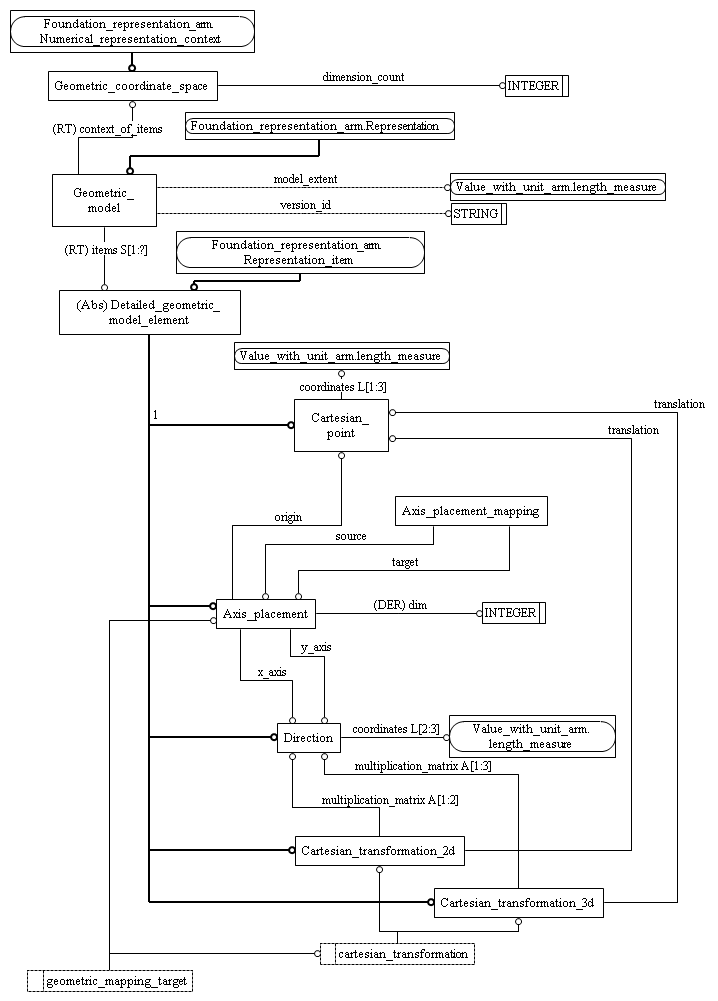 Foundation_representation_arm.
Numerical_representation_context
Geometric_coordinate_space
dimension_count
INTEGER
(RT) context_of_items
Foundation_representation_arm.Representation
Geometric_
model
model_extent
Value_with_unit_arm.length_measure
version_id
STRING
(RT) items S[1:?]
Foundation_representation_arm.
Representation_item
(Abs) Detailed_geometric_
model_element
Value_with_unit_arm.length_measure
coordinates L[1:3]
1
Cartesian_
point
translation
translation
origin
Axis_placement_mapping
source
target
Axis_placement
(DER) dim
INTEGER
y_axis
x_axis
Direction
coordinates L[2:3]
Value_with_unit_arm.
length_measure
multiplication_matrix A[1:3]
multiplication_matrix A[1:2]
Cartesian_transformation_2d
Cartesian_transformation_3d
cartesian_transformation
geometric_mapping_target